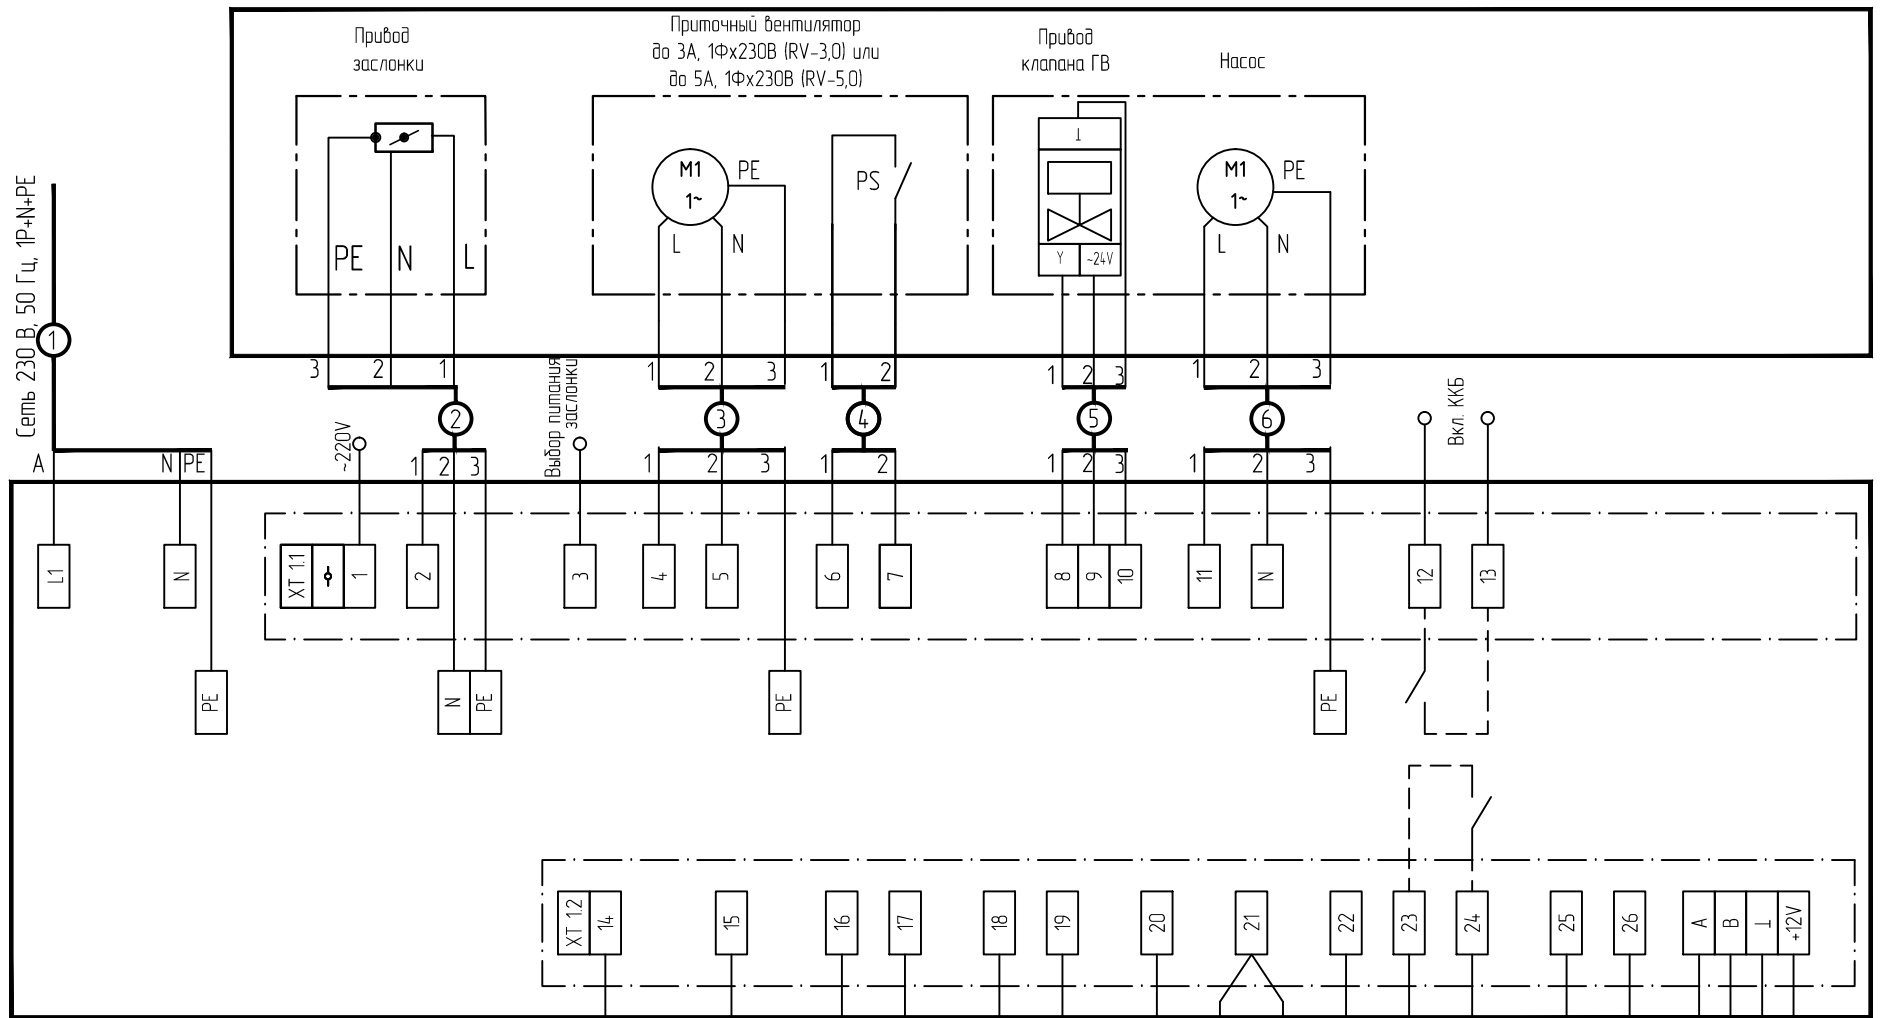 Привод
заслонки
Приточный вентилятор
до 3А, 1Фх230В (RV-3,0) или
до 5А, 1Фх230В (RV-5,0)
Привод
клапана ГВ
Насос
⊥
M1
1~
PE
PS
M1
1~
PE
L
N
L
N
PE
N
L
Y
~24V
Сеть 230 В, 50 Гц, 1P+N+PE
1
3
2
1
1
2
3
1
2
1
2
3
1
2
3
2
3
4
5
6
~220V
Выбор питания
заслонки
Вкл. ККБ
A
N
PE
1
2
3
1
2
3
1
2
1
2
3
1
2
3
L1
N
XT 1.1
1
2
3
4
5
6
7
8
9
10
11
N
12
13
PE
N
PE
PE
PE
XT 1.2
14
15
16
17
18
19
20
21
22
23
24
25
26
A
B
⊥
+12V